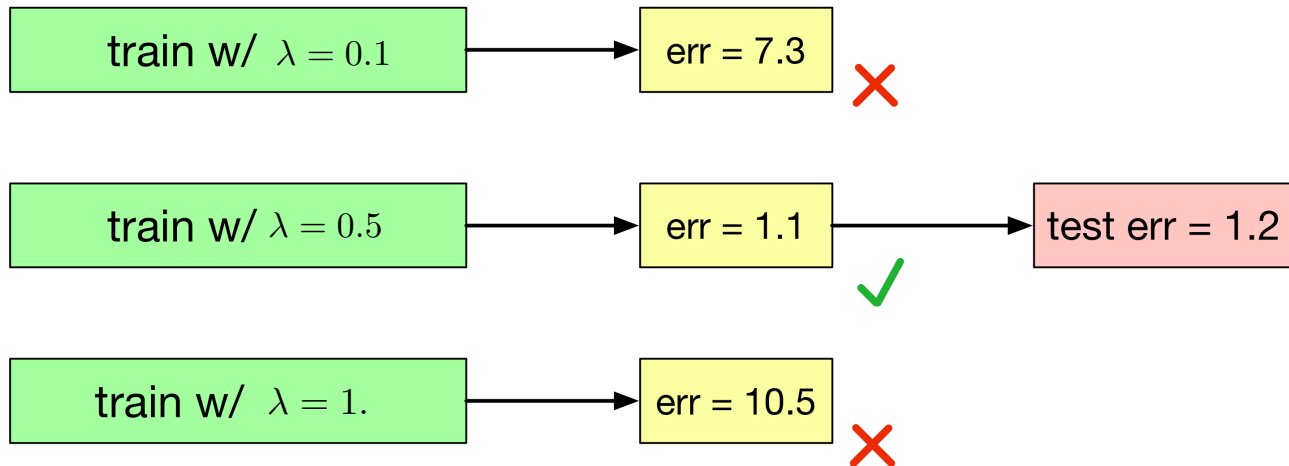 train w/ λ = 0.1
err = 7.3
train w/ λ = 0.5
err = 1.1
test err = 1.2
train w/ λ = 1.
err = 10.5